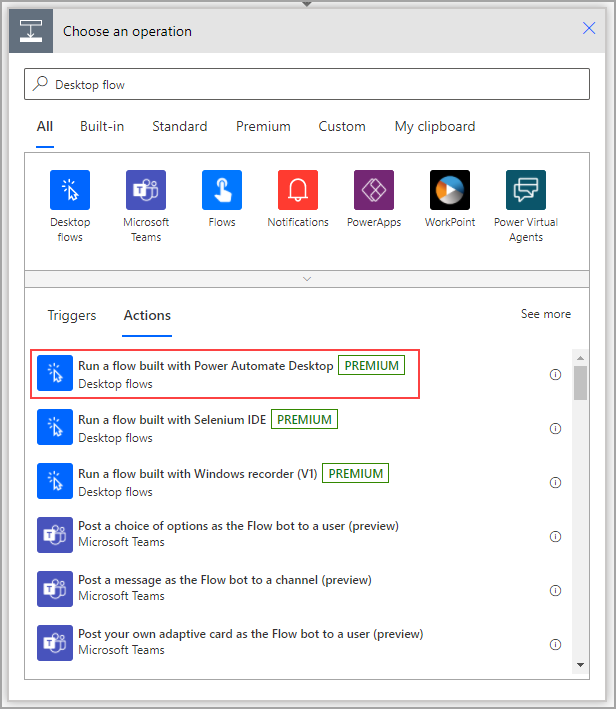 Choose an operation
Desktop flow
All Built-in Standard Premium Custom My clipboard
Desktop flows
Microsoft Teams
Flows
Notifications
PowerApps
WorkPoint
Power Virtual Agents
Triggers Actions See more
Run a flow built with Power Automate Desktop PREMIUM
Desktop flows
Run a flow built with Selenium IDE PREMIUM
Desktop flows
Run a flow built with Windows recorder (V1) PREMIUM
Desktop flows
Post a choice of options as the Flow bot to a user (preview)
Microsoft Teams
Post a message as the Flow bot to a channel (preview)
Microsoft Teams
Post your own adaptive card as the Flow bot to a user (preview)
Microsoft Teams